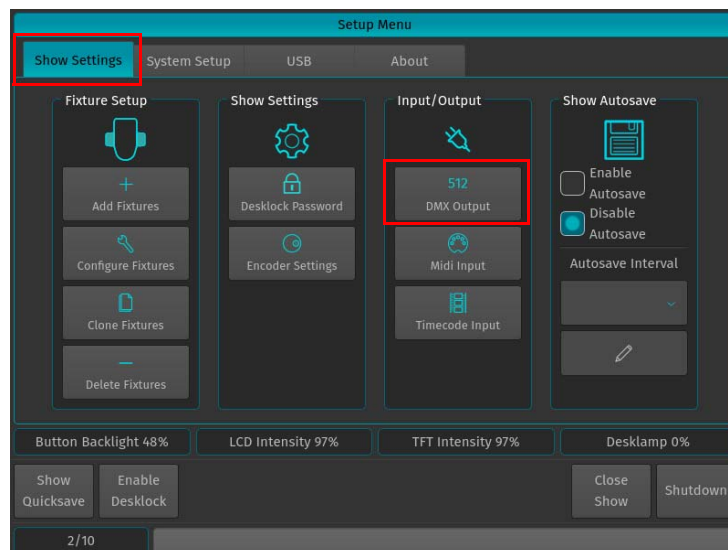 Setup Menu
Show Settings
System Setup
USB
About
Fixture Setup
Add Fixtures
Configure Fixtures
Clone Fixtures
Delete Fixtures
Show Settings
Desklock Password
Encoder Settings
Input/Output
512
DMX Output
Midi Input
Timecode Input
Show Autosave
Enable
Autosave
Disable
Autosave
Autosave Interval
Button Backlight 48%
LCD Intensity 97%
TFT Intensity 97%
Desklamp 0%
Show
Quicksave
Enable
Desklock
Close
Show
Shutdown
2/10